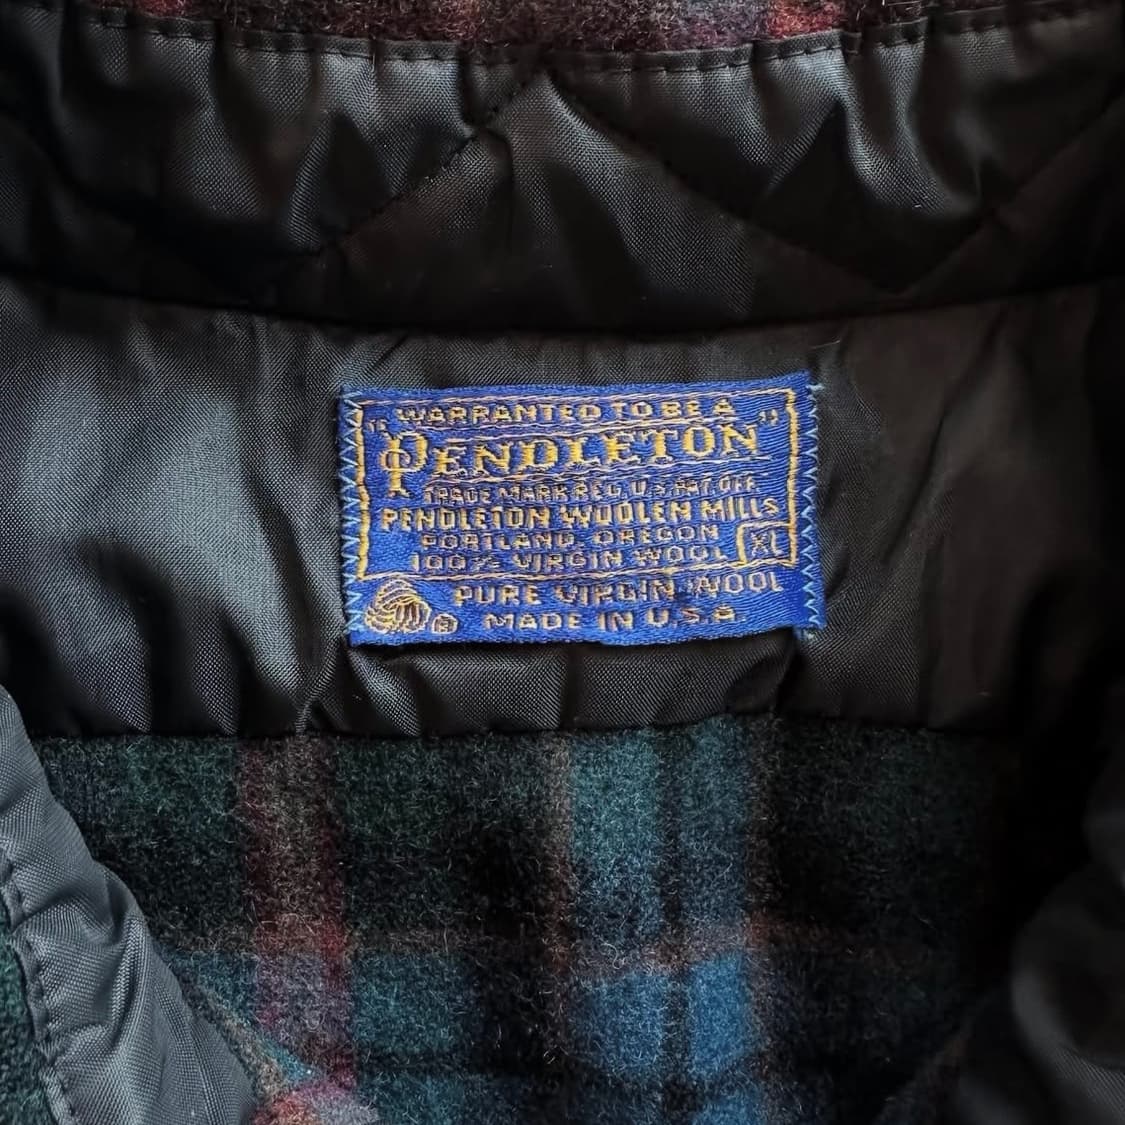 WARRANTED TO BE A
"PENDLETON"
TRADE MARK REG. U.S. PAT. OFF.
PENDLETON WOOLEN MILLS
PORTLAND, OREGON
100% VIRGIN WOOL XL
PURE VIRGIN WOOL
® MADE IN U.S.A.